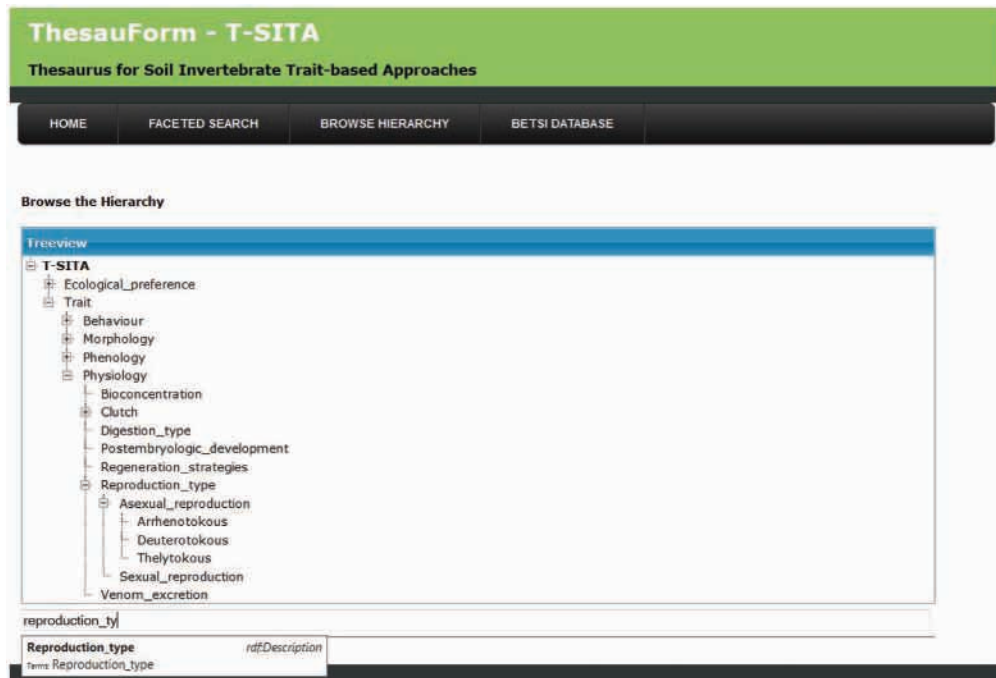 ThesauForm - T-SITA
Thesaurus for Soil Invertebrate Trait-based Approaches
HOME FACETED SEARCH BROWSE HIERARCHY BETSI DATABASE
Browse the Hierarchy
Treeview
T-SITA
Ecological_preference
Trait
Behaviour
Morphology
Phenology
Physiology
Bioconcentration
Clutch
Digestion_type
Postembryologic_development
Regeneration_strategies
Reproduction_type
Asexual_reproduction
Arrhenotokous
Deuterotokous
Thelytokous
Sexual_reproduction
Venom_excretion
reproduction_ty
Reproduction_type rdf:Description
Terms Reproduction_type